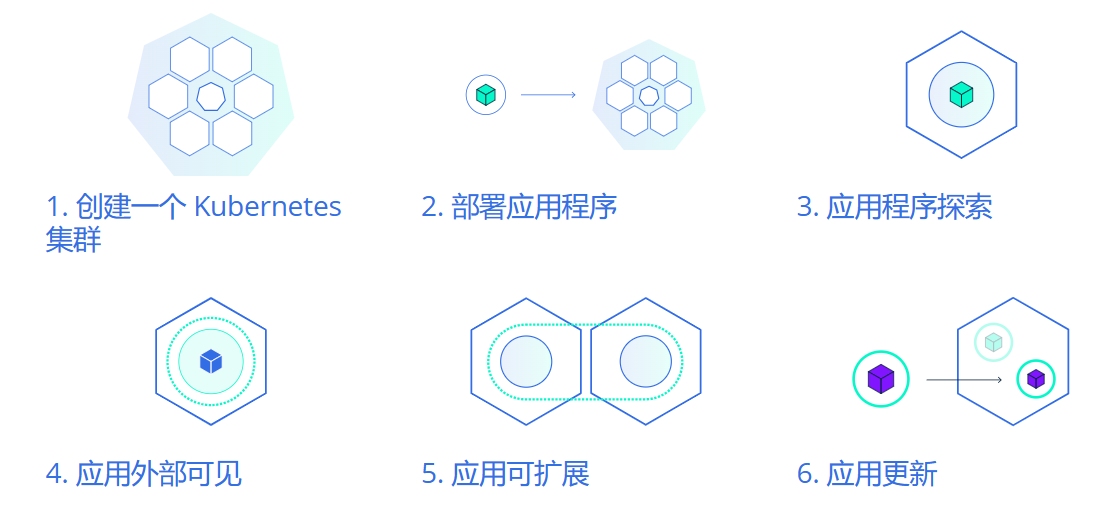 1. 创建一个 Kubernetes
集群
2. 部署应用程序
3. 应用程序探索
4. 应用外部可见
5. 应用可扩展
6. 应用更新